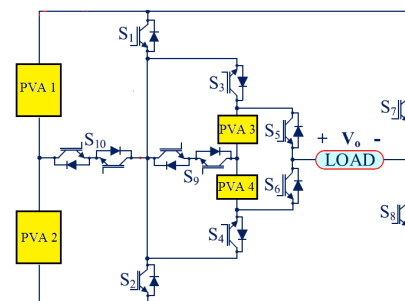 S1
PVA 1
S3
S7
PVA 3
S5
+ Vo -
S10
LOAD
S9
PVA 4
S6
PVA 2
S4
S8
S2